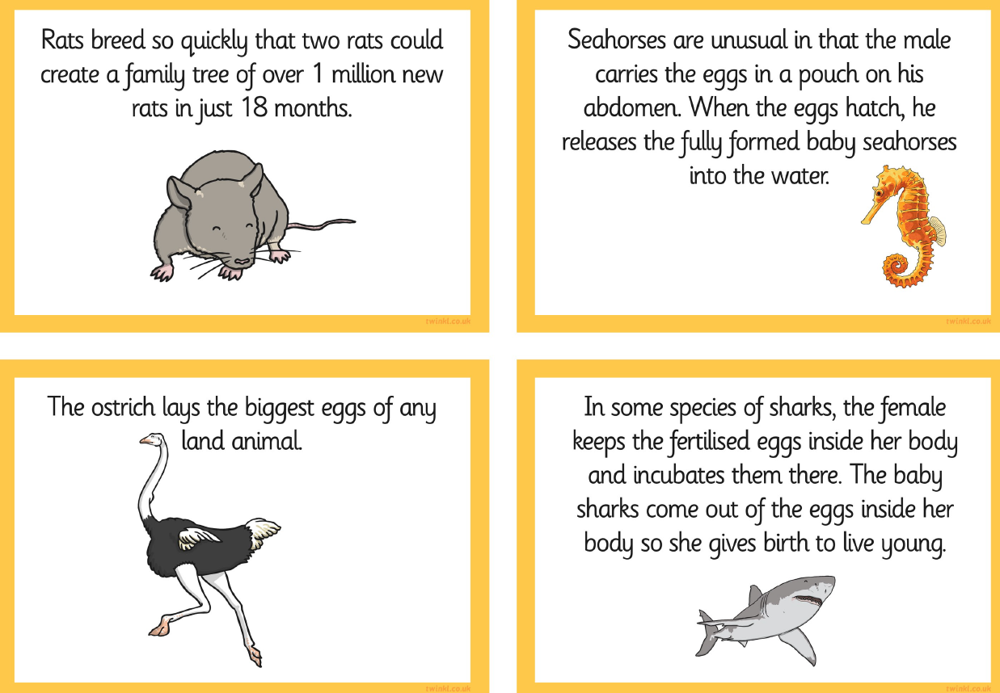 Rats breed so quickly that two rats could
create a family tree of over 1 million new
rats in just 18 months.
twinkl.co.uk
Seahorses are unusual in that the male
carries the eggs in a pouch on his
abdomen. When the eggs hatch, he
releases the fully formed baby seahorses
into the water.
twinkl.co.uk
The ostrich lays the biggest eggs of any
land animal.
twinkl.co.uk
In some species of sharks, the female
keeps the fertilised eggs inside her body
and incubates them there. The baby
sharks come out of the eggs inside her
body so she gives birth to live young.
twinkl.co.uk